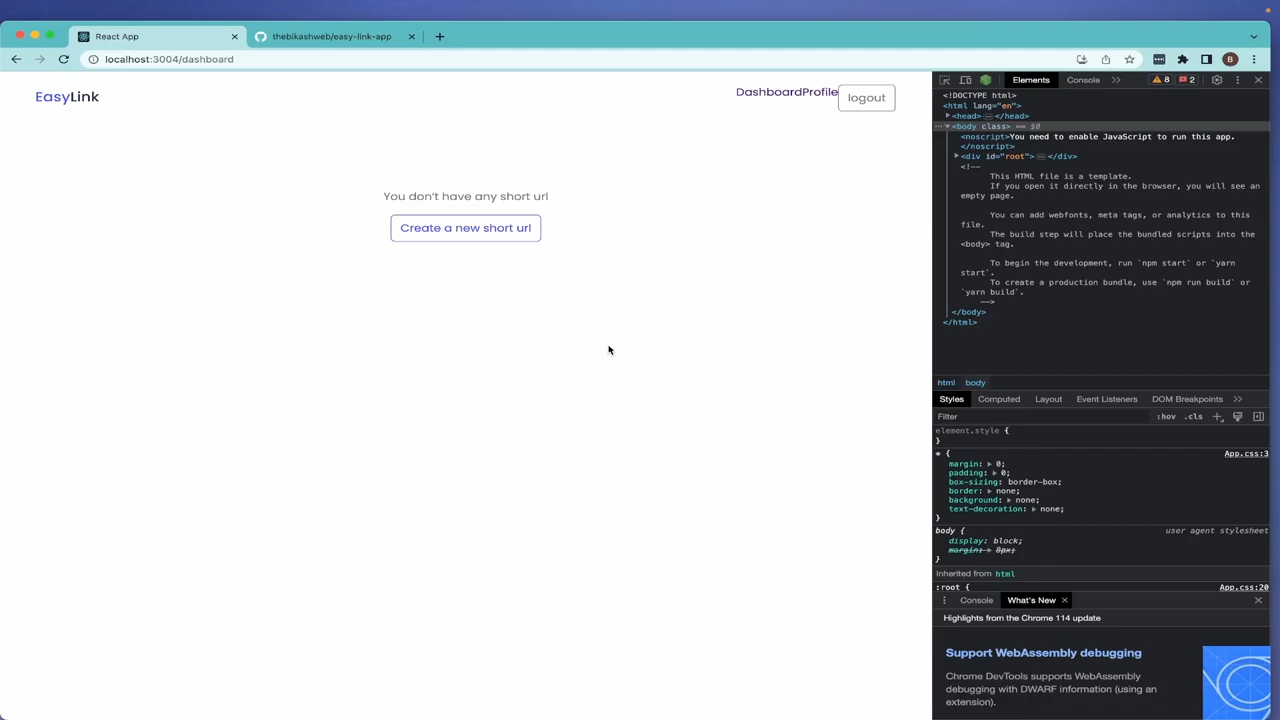 React App
thebikashweb/easy-link-app
localhost:3004/dashboard
B
EasyLink
DashboardProfile
logout
You don't have any short url
Create a new short url
Elements
Console
8
2
<!DOCTYPE html>
<html lang="en">
<head> </head>
<body class> == $0
<noscript>You need to enable JavaScript to run this app.
</noscript>
<div id="root"> </div>
<!--
This HTML file is a template.
If you open it directly in the browser, you will see an
empty page.
You can add webfonts, meta tags, or analytics to this
file.
The build step will place the bundled scripts into the
<body> tag.
To begin the development, run `npm start` or `yarn
start`.
To create a production bundle, use `npm run build` or
`yarn build`.
-->
</body>
</html>
html body
Styles Computed Layout Event Listeners DOM Breakpoints
Filter
:hov .cls
element.style {
}
* {
App.css:3
margin: 0;
padding: 0;
box-sizing: border-box;
border: none;
background: none;
text-decoration: none;
}
body {
user agent stylesheet
display: block;
margin: 8px;
}
Inherited from html
:root {
App.css:20
Console What's New
Highlights from the Chrome 114 update
Support WebAssembly debugging
Chrome DevTools supports WebAssembly
debugging with DWARF information (using an
extension).